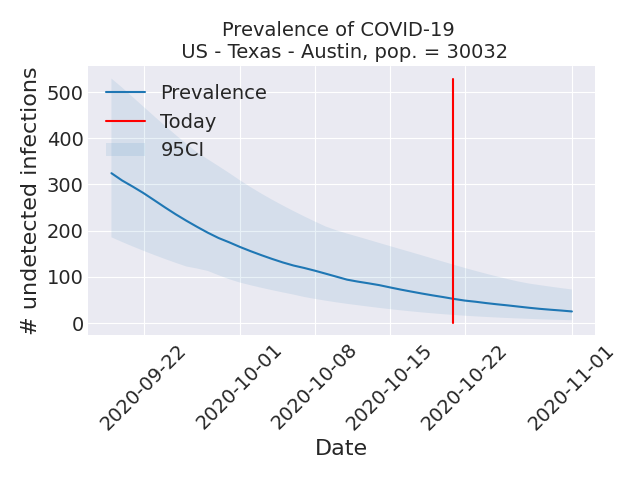 Prevalence of COVID-19
US - Texas - Austin, pop. = 30032
# undetected infections
500
400
300
200
100
0
Prevalence
Today
95CI
2020-09-22
2020-10-01
2020-10-08
2020-10-15
2020-10-22
2020-11-01
Date